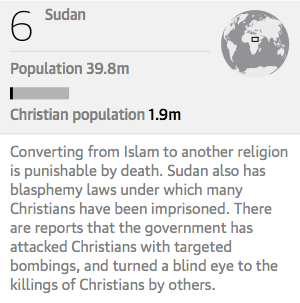 6 Sudan
Population 39.8m
Christian population 1.9m
Converting from Islam to another religion
is punishable by death. Sudan also has
blasphemy laws under which many
Christians have been imprisoned. There
are reports that the government has
attacked Christians with targeted
bombings, and turned a blind eye to the
killings of Christians by others.